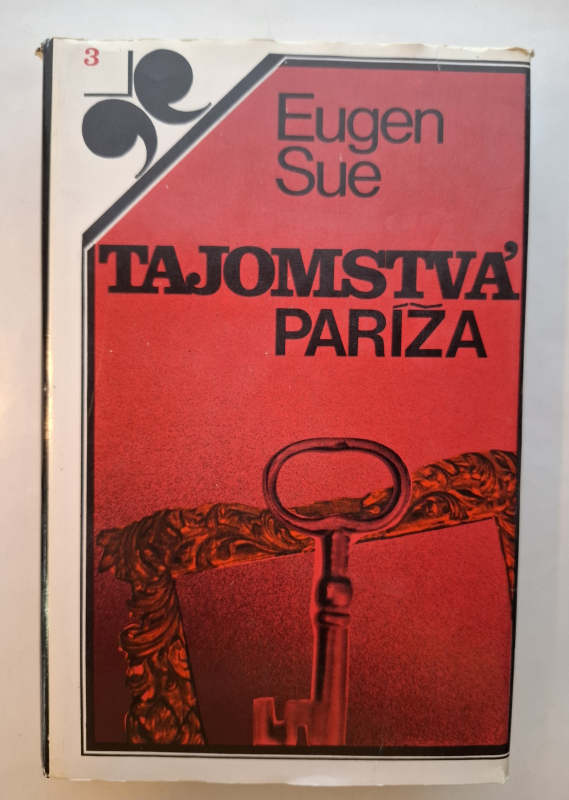 3
Eugen
Sue
TAJOMSTVÁ
PARÍŽA